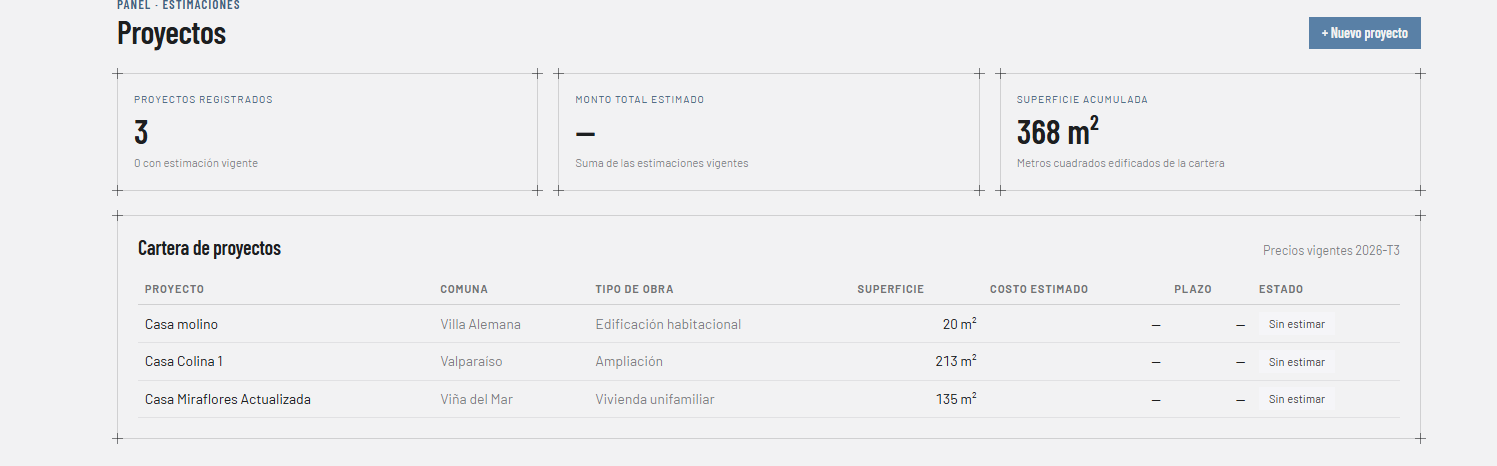 PANEL · ESTIMACIONES
Proyectos
+ Nuevo proyecto
PROYECTOS REGISTRADOS
3
0 con estimación vigente
MONTO TOTAL ESTIMADO
—
Suma de las estimaciones vigentes
SUPERFICIE ACUMULADA
368 m²
Metros cuadrados edificados de la cartera
Cartera de proyectos
Precios vigentes 2026-T3
PROYECTO COMUNA TIPO DE OBRA SUPERFICIE COSTO ESTIMADO PLAZO ESTADO
Casa molino Villa Alemana Edificación habitacional 20 m² — — Sin estimar
Casa Colina 1 Valparaíso Ampliación 213 m² — — Sin estimar
Casa Miraflores Actualizada Viña del Mar Vivienda unifamiliar 135 m² — — Sin estimar